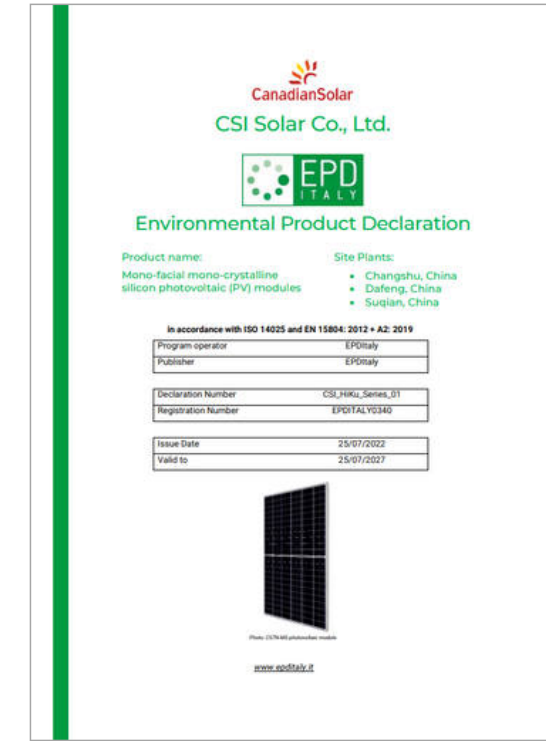 CanadianSolar
CSI Solar Co., Ltd.
EPD
ITALY
Environmental Product Declaration
Product name:
Mono-facial mono-crystalline
silicon photovoltaic (PV) modules
Site Plants:
• Changshu, China
• Dafeng, China
• Suqian, China
in accordance with ISO 14025 and EN 15804: 2012 + A2: 2019
Program operator EPDItaly
Publisher EPDItaly
Declaration Number CSI_HiKu_Series_01
Registration Number EPDITALY0340
Issue Date 25/07/2022
Valid to 25/07/2027
photovoltaic module
www.epditaly.it